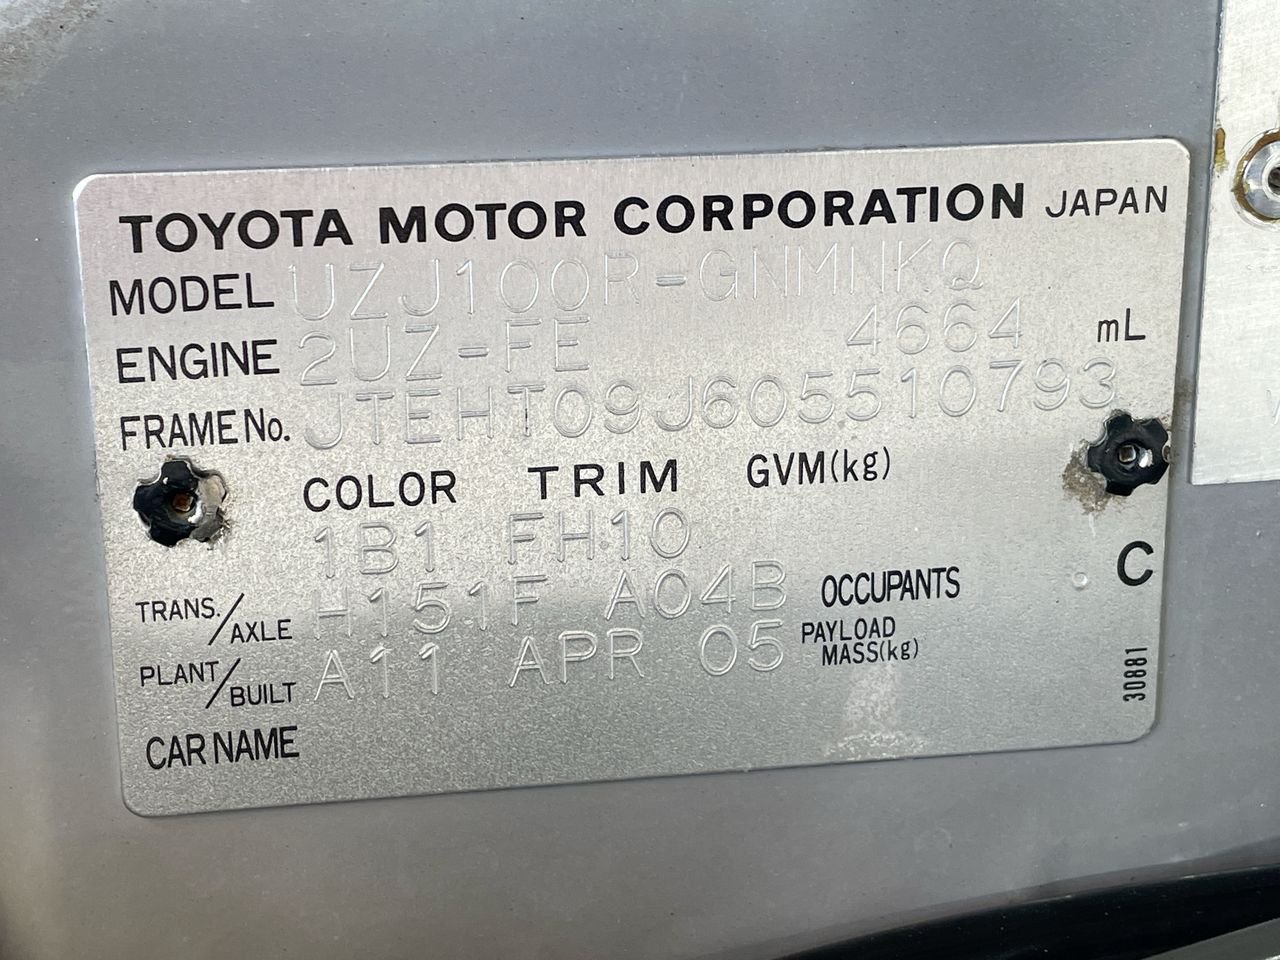 TOYOTA MOTOR CORPORATION JAPAN
MODEL UZJ100R-GNMNKQ
ENGINE 2UZ-FE 4664 mL
FRAME No. JTEHT09J605510793
COLOR TRIM GVM(kg)
1B1 FH10
TRANS./AXLE H151F A04B OCCUPANTS C
PLANT/BUILT A11 APR 05 PAYLOAD MASS(kg)
30881
CAR NAME